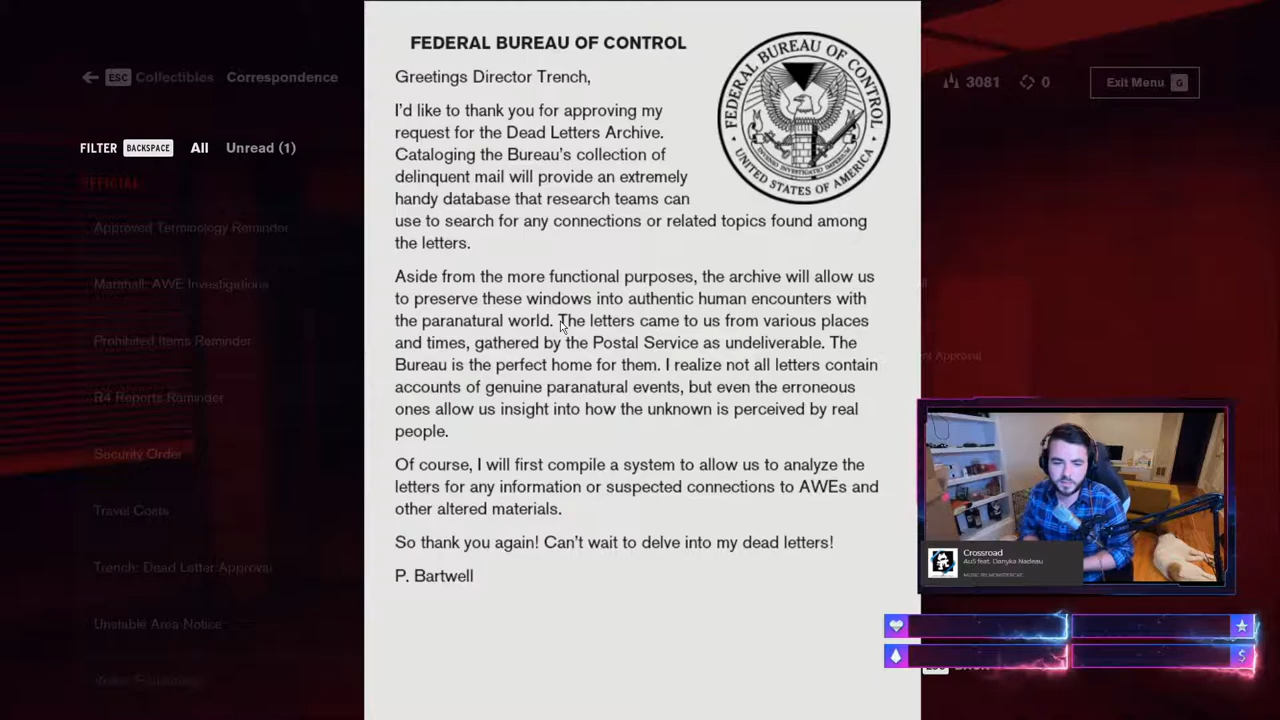 FEDERAL BUREAU OF CONTROL
Greetings Director Trench,
I'd like to thank you for approving my
request for the Dead Letters Archive.
Cataloging the Bureau's collection of
delinquent mail will provide an extremely
handy database that research teams can
use to search for any connections or related topics found among
the letters.
Aside from the more functional purposes, the archive will allow us
to preserve these windows into authentic human encounters with
the paranatural world. The letters came to us from various places
and times, gathered by the Postal Service as undeliverable. The
Bureau is the perfect home for them. I realize not all letters contain
accounts of genuine paranatural events, but even the erroneous
ones allow us insight into how the unknown is perceived by real
people.
Of course, I will first compile a system to allow us to analyze the
letters for any information or suspected connections to AWEs and
other altered materials.
So thank you again! Can't wait to delve into my dead letters!
P. Bartwell
FEDERAL BUREAU OF CONTROL
UNITED STATES OF AMERICA
ESC Collectibles Correspondence
FILTER BACKSPACE All Unread (1)
OFFICIAL
Approved Terminology Reminder
Marshall: AWE Investigations
Prohibited Items Reminder
R4 Reports Reminder
Security Order
Travel Costs
Trench: Dead Letter Approval
Unstable Area Notice
3081 0 Exit Menu G
Crossroad
Au5 feat. Danyka Nadeau
MUSIC BY MONSTERCAT